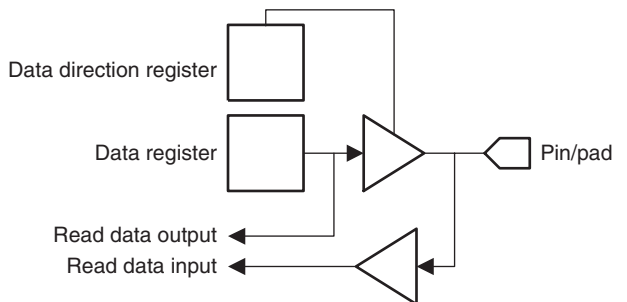 Data direction register
Data register
Pin/pad
Read data output
Read data input